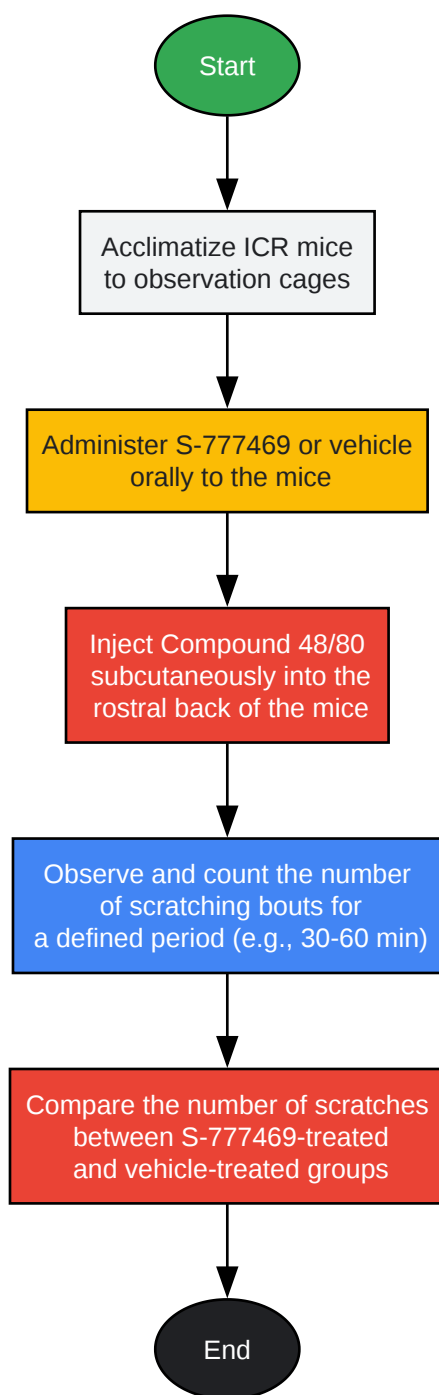 Start
Acclimatize ICR mice
to observation cages
Administer S-777469 or vehicle
orally to the mice
Inject Compound 48/80
subcutaneously into the
rostral back of the mice
Observe and count the number
of scratching bouts for
a defined period (e.g., 30-60 min)
Compare the number of scratches
between S-777469-treated
and vehicle-treated groups
End